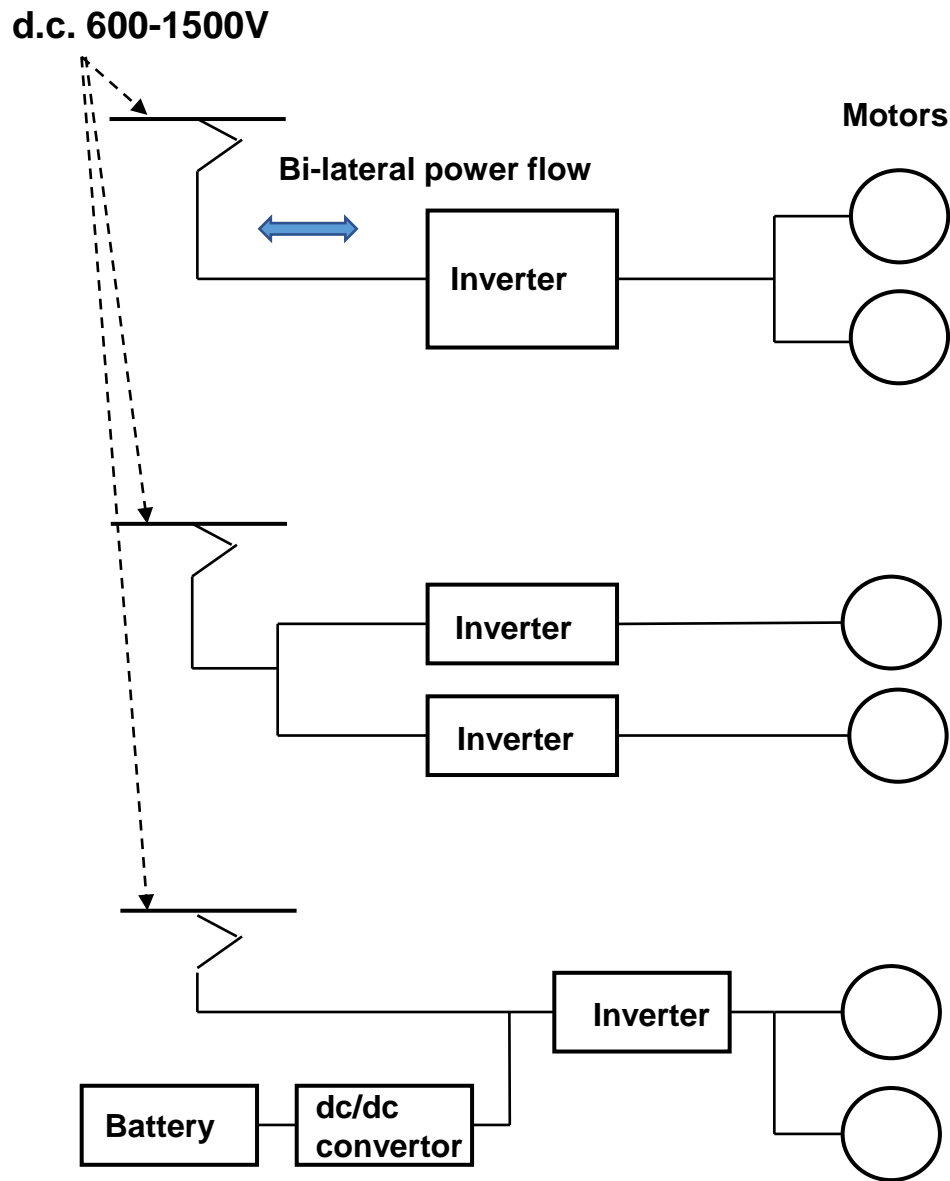 d.c. 600-1500V
Motors
Bi-lateral power flow
Inverter
Inverter
Inverter
Inverter
Battery
dc/dc
convertor